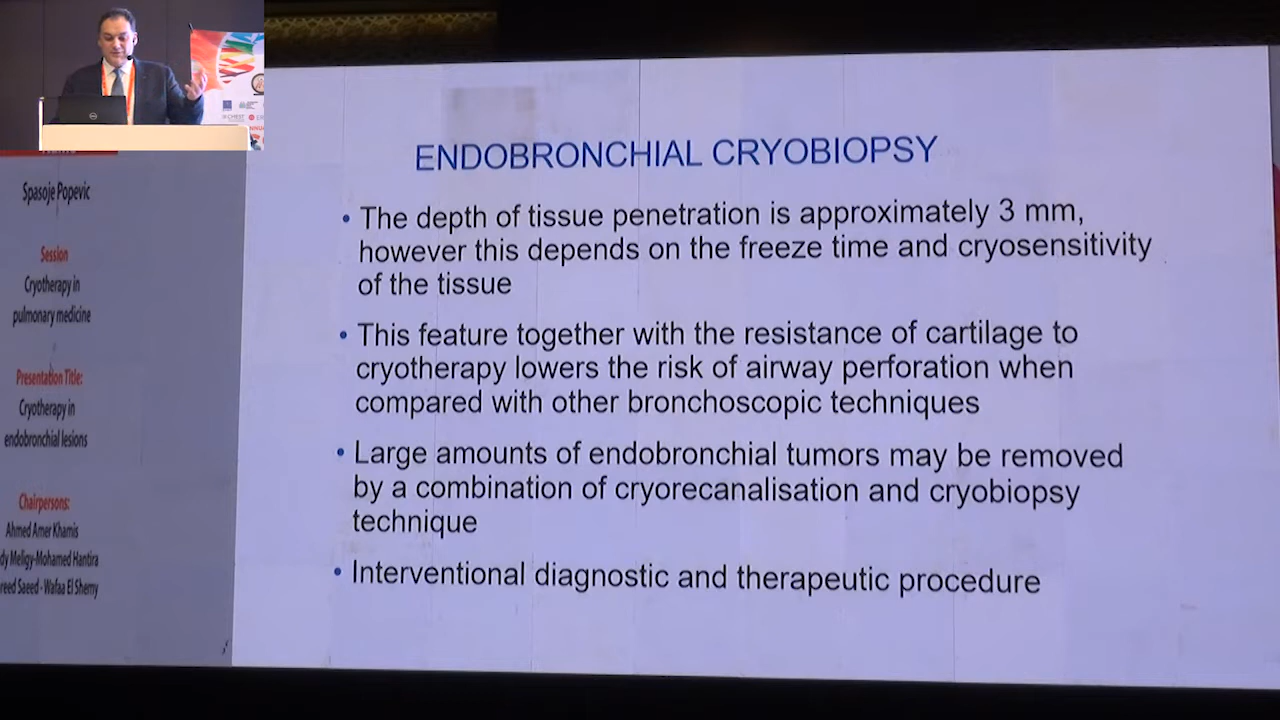 Spasoje Popevic
Session
Cryotherapy in
pulmonary medicine
Presentation Title:
Cryotherapy in
endobronchial lesions
Chairpersons:
Ahmed Amer Khamis
Meligy-Mohamed Hantira
Saeed - Wafaa El Shemy
ENDOBRONCHIAL CRYOBIOPSY
• The depth of tissue penetration is approximately 3 mm,
however this depends on the freeze time and cryosensitivity
of the tissue
• This feature together with the resistance of cartilage to
cryotherapy lowers the risk of airway perforation when
compared with other bronchoscopic techniques
• Large amounts of endobronchial tumors may be removed
by a combination of cryorecanalisation and cryobiopsy
technique
• Interventional diagnostic and therapeutic procedure